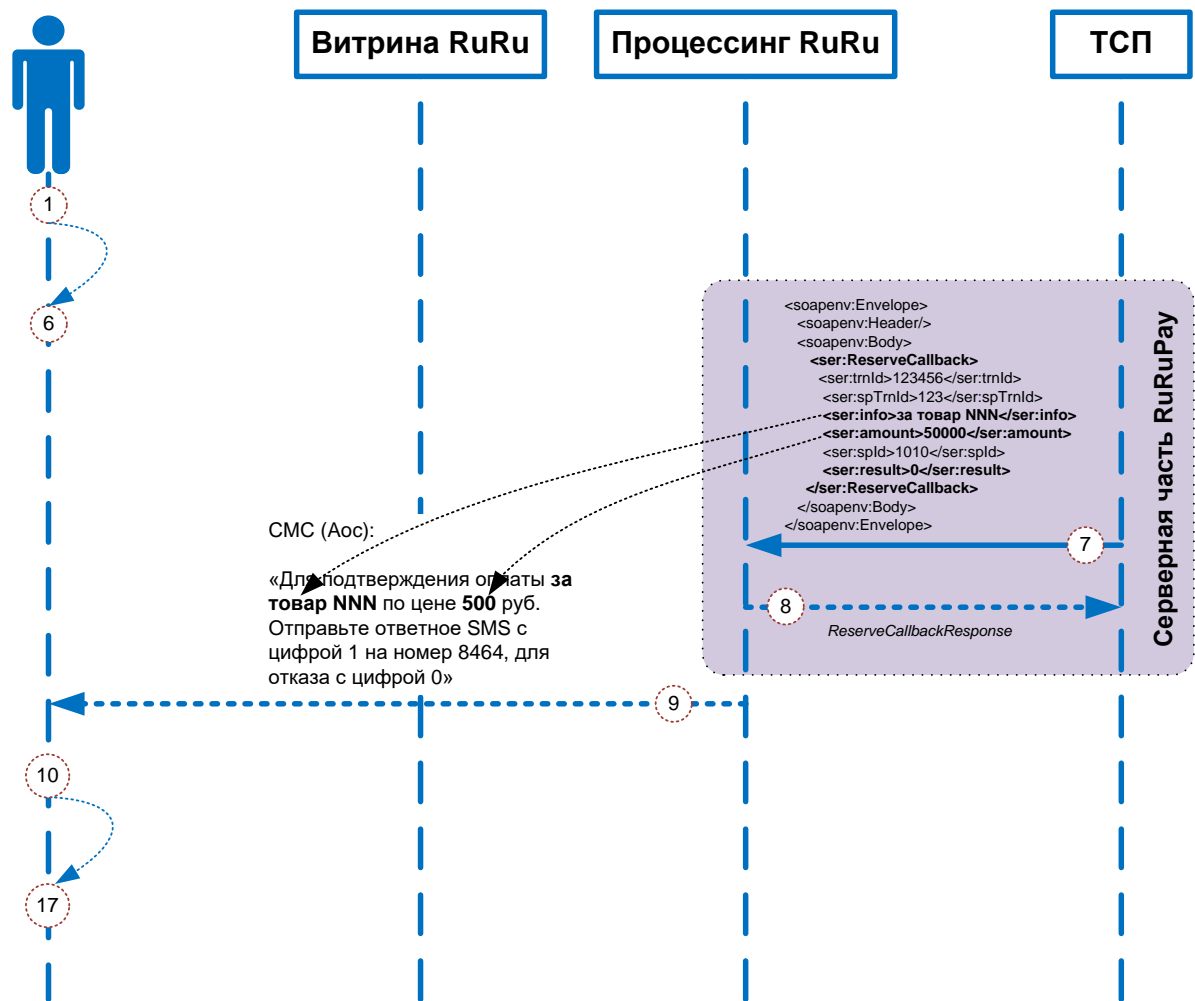 Витрина RuRu
Процессинг RuRu
ТСП
1
6
<soapenv:Envelope>
<soapenv:Header/>
<soapenv:Body>
<ser:ReserveCallback>
<ser:trnId>123456</ser:trnId>
<ser:spTrnId>123</ser:spTrnId>
<ser:info>за товар NNN</ser:info>
<ser:amount>50000</ser:amount>
<ser:spId>1010</ser:spId>
<ser:result>0</ser:result>
</ser:ReserveCallback>
</soapenv:Body>
</soapenv:Envelope>
Серверная часть RuRuPay
7
8
ReserveCallbackResponse
СМС (Аос):
«Для подтверждения оплаты за
товар NNN по цене 500 руб.
Отправьте ответное SMS с
цифрой 1 на номер 8464, для
отказа с цифрой 0»
9
10
17